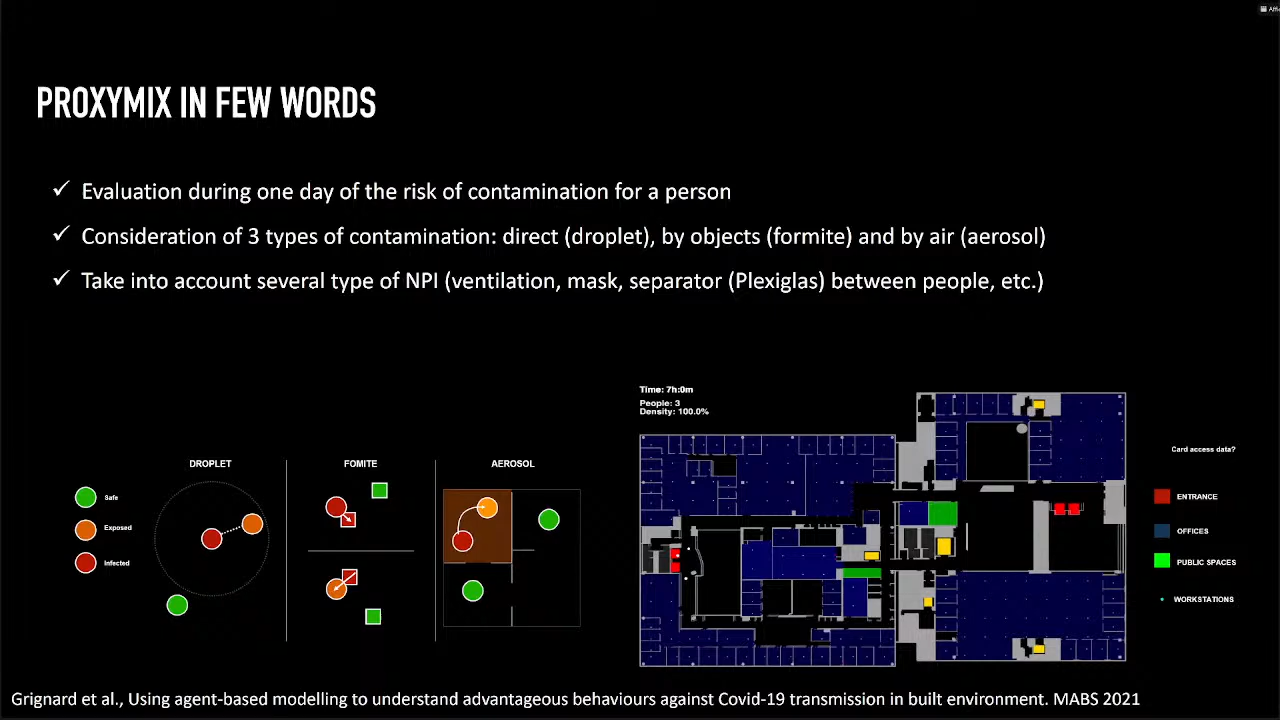 PROXYMIX IN FEW WORDS
✓ Evaluation during one day of the risk of contamination for a person
✓ Consideration of 3 types of contamination: direct (droplet), by objects (formite) and by air (aerosol)
✓ Take into account several type of NPI (ventilation, mask, separator (Plexiglas) between people, etc.)
Time: 7h:0m
People: 3
Density: 100.0%
DROPLET
FOMITE
AEROSOL
Safe
Exposed
Infected
Card access data?
ENTRANCE
OFFICES
PUBLIC SPACES
WORKSTATIONS
Grignard et al., Using agent-based modelling to understand advantageous behaviours against Covid-19 transmission in built environment. MABS 2021